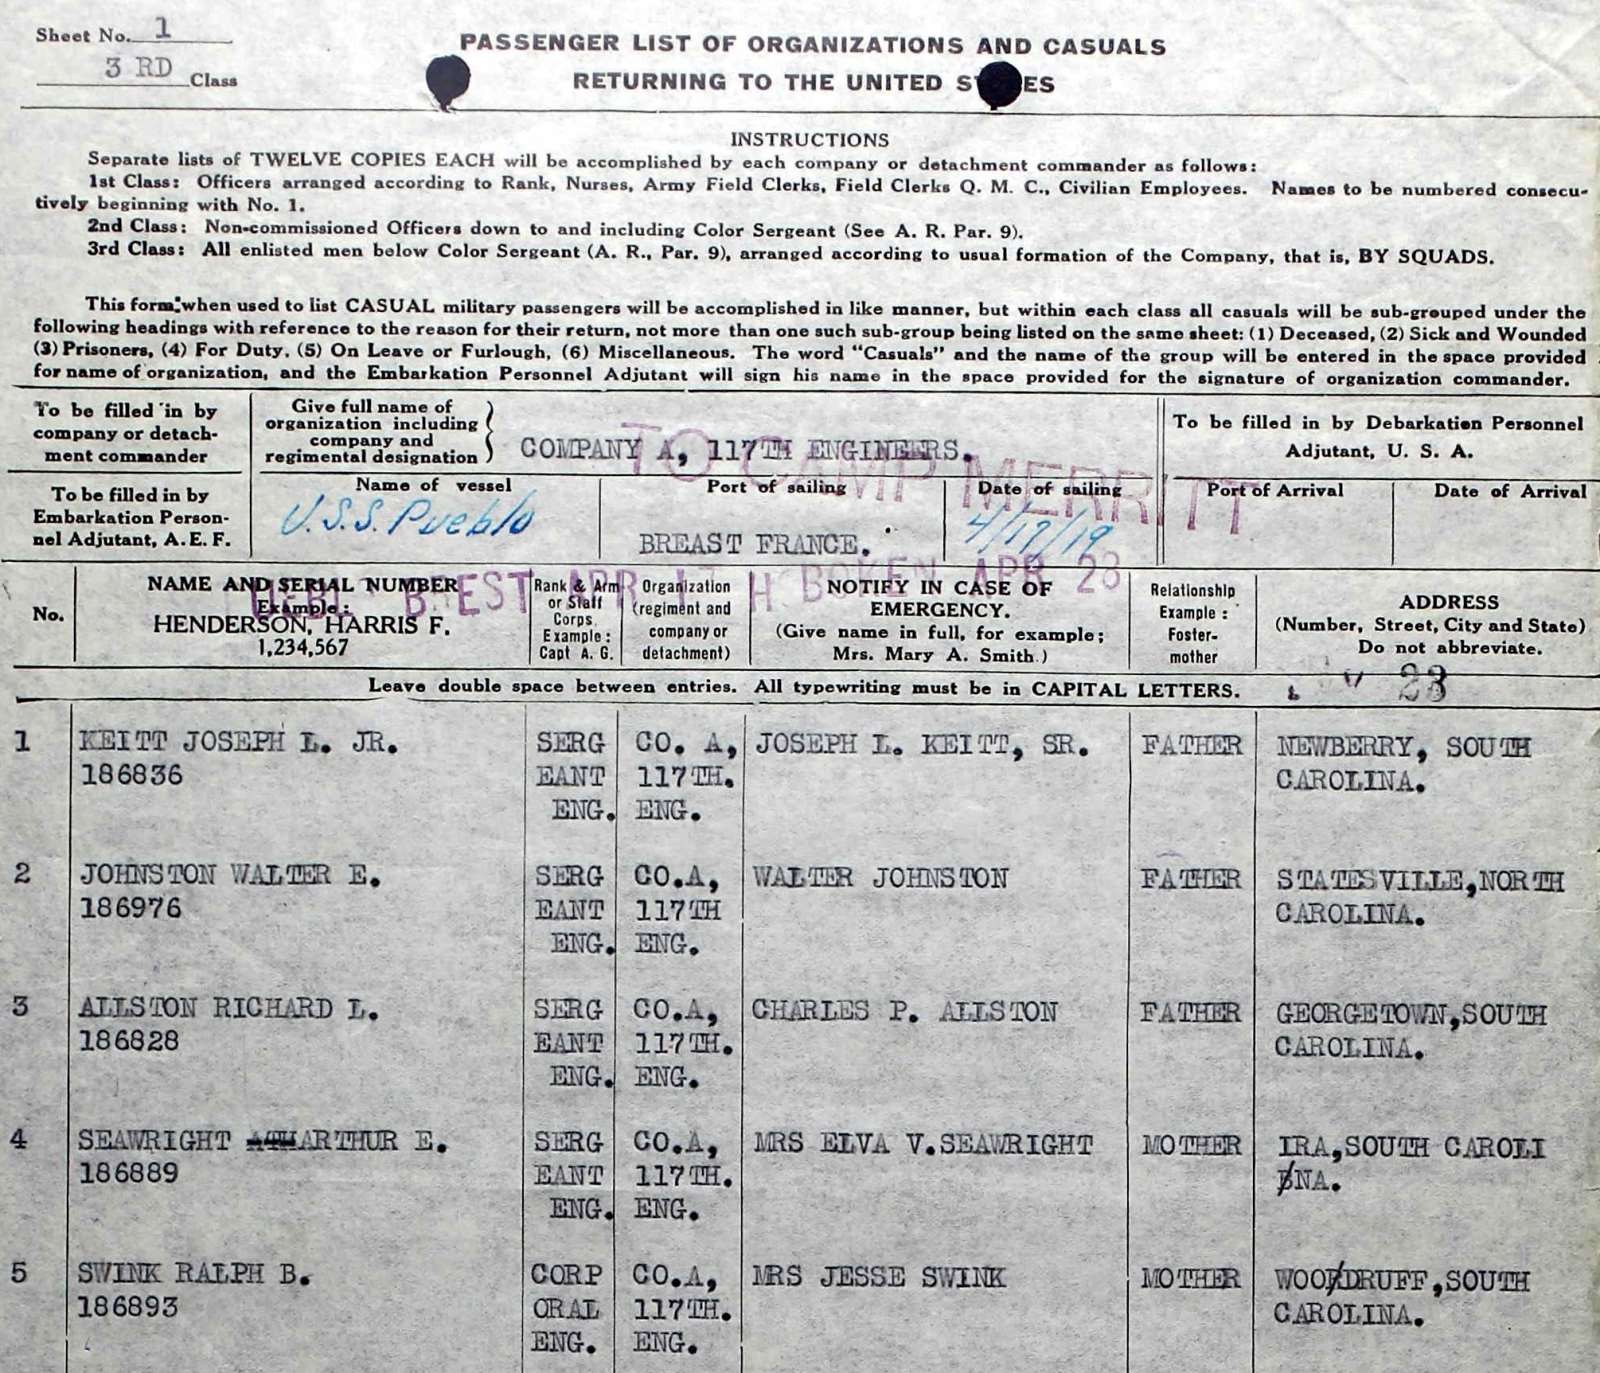 Sheet No. 1
3 RD Class
PASSENGER LIST OF ORGANIZATIONS AND CASUALS
RETURNING TO THE UNITED S ES
INSTRUCTIONS
Separate lists of TWELVE COPIES EACH will be accomplished by each company or detachment commander as follows:
1st Class: Officers arranged according to Rank, Nurses, Army Field Clerks, Field Clerks Q. M. C., Civilian Employees. Names to be numbered consecu-
tively beginning with No. 1.
2nd Class: Non-commissioned Officers down to and including Color Sergeant (See A. R. Par. 9).
3rd Class: All enlisted men below Color Sergeant (A. R., Par. 9), arranged according to usual formation of the Company, that is, BY SQUADS.
This form when used to list CASUAL military passengers will be accomplished in like manner, but within each class all casuals will be sub-grouped under the
following headings with reference to the reason for their return, not more than one such sub-group being listed on the same sheet: (1) Deceased, (2) Sick and Wounded
(3) Prisoners, (4) For Duty, (5) On Leave or Furlough, (6) Miscellaneous. The word "Casuals" and the name of the group will be entered in the space provided
for name of organization, and the Embarkation Personnel Adjutant will sign his name in the space provided for the signature of organization commander.
To be filled in by
company or detach-
ment commander
Give full name of
organization including
company and
regimental designation
COMPANY A, 117TH ENGINEERS.
TO CAMP MERRITT
To be filled in by Debarkation Personnel
Adjutant, U. S. A.
To be filled in by
Embarkation Person-
nel Adjutant, A. E. F.
Name of vessel
U.S.S. Pueblo
Port of sailing
BREAST FRANCE.
Date of sailing
4/17/19
Port of Arrival
Date of Arrival
BREST APR 17 HOBOKEN APR 28
No.
NAME AND SERIAL NUMBER
Example:
HENDERSON, HARRIS F.
1,234,567
Rank & Arm
or Staff
Corps.
Example:
Capt A. G.
Organization
(regiment and
company or
detachment)
NOTIFY IN CASE OF
EMERGENCY.
(Give name in full, for example;
Mrs. Mary A. Smith.)
Relationship
Example:
Foster-
mother
ADDRESS
(Number, Street, City and State)
Do not abbreviate.
Leave double space between entries. All typewriting must be in CAPITAL LETTERS.
1 KEITT JOSEPH L. JR. SERG CO. A, JOSEPH L. KEITT, SR. FATHER NEWBERRY, SOUTH
186836 EANT 117TH. CAROLINA.
ENG. ENG.
2 JOHNSTON WALTER E. SERG CO.A, WALTER JOHNSTON FATHER STATESVILLE,NORTH
186976 EANT 117TH CAROLINA.
ENG. ENG.
3 ALLSTON RICHARD L. SERG CO.A, CHARLES P. ALLSTON FATHER GEORGETOWN,SOUTH
186828 EANT 117TH. CAROLINA.
ENG. ENG.
4 SEAWRIGHT ARTHUR E. SERG CO.A, MRS ELVA V.SEAWRIGHT MOTHER IRA,SOUTH CAROLI
186889 EANT 117TH. NA.
ENG. ENG.
5 SWINK RALPH B. CORP CO.A, MRS JESSE SWINK MOTHER WOODRUFF,SOUTH
186893 ORAL 117TH. CAROLINA.
ENG. ENG.